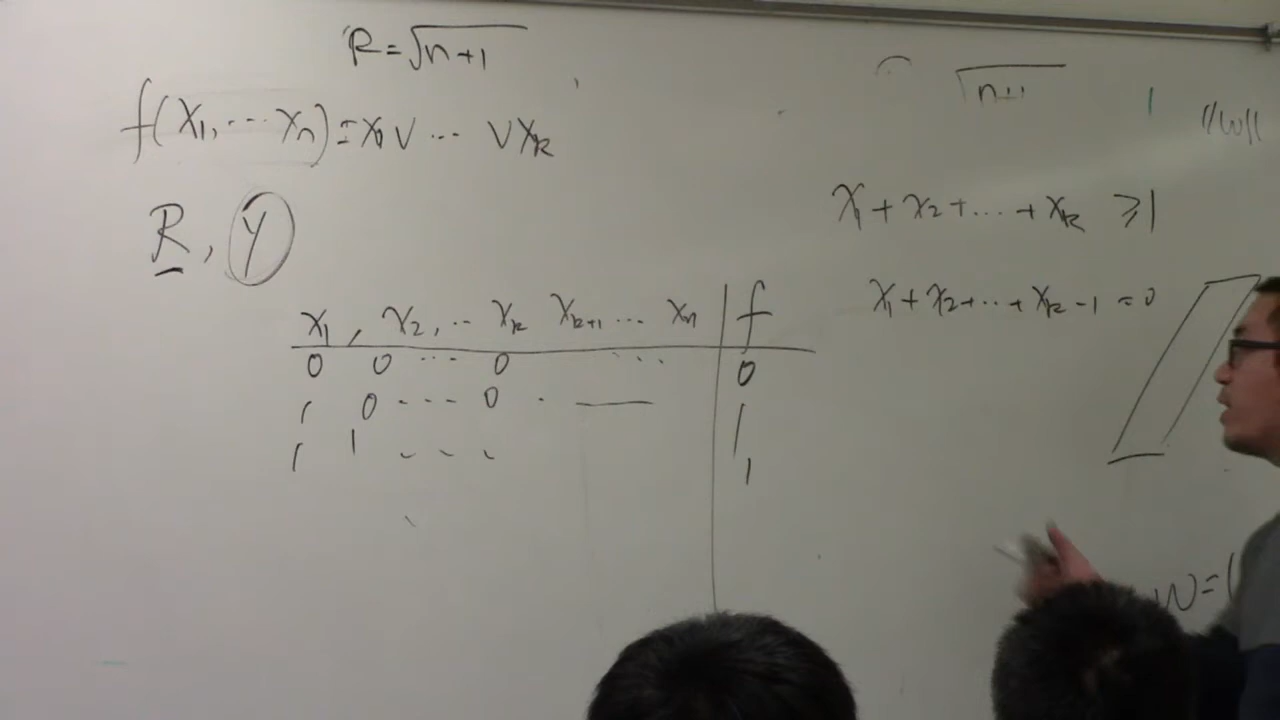 R = √n+1
f(x₁, ··· xₙ) = x₁ ∨ ··· ∨ xₖ
R, γ
x₁, x₂, ·· xₖ xₖ₊₁ ··· xₙ | f
0 0 ··· 0 ··· 0
1 0 --- 0 · — 1
1 1 ··· 1
√n+1
||w||
x₁ + x₂ + ··· + xₖ ≥ 1
x₁ + x₂ + ··· + xₖ - 1 = 0
w = (